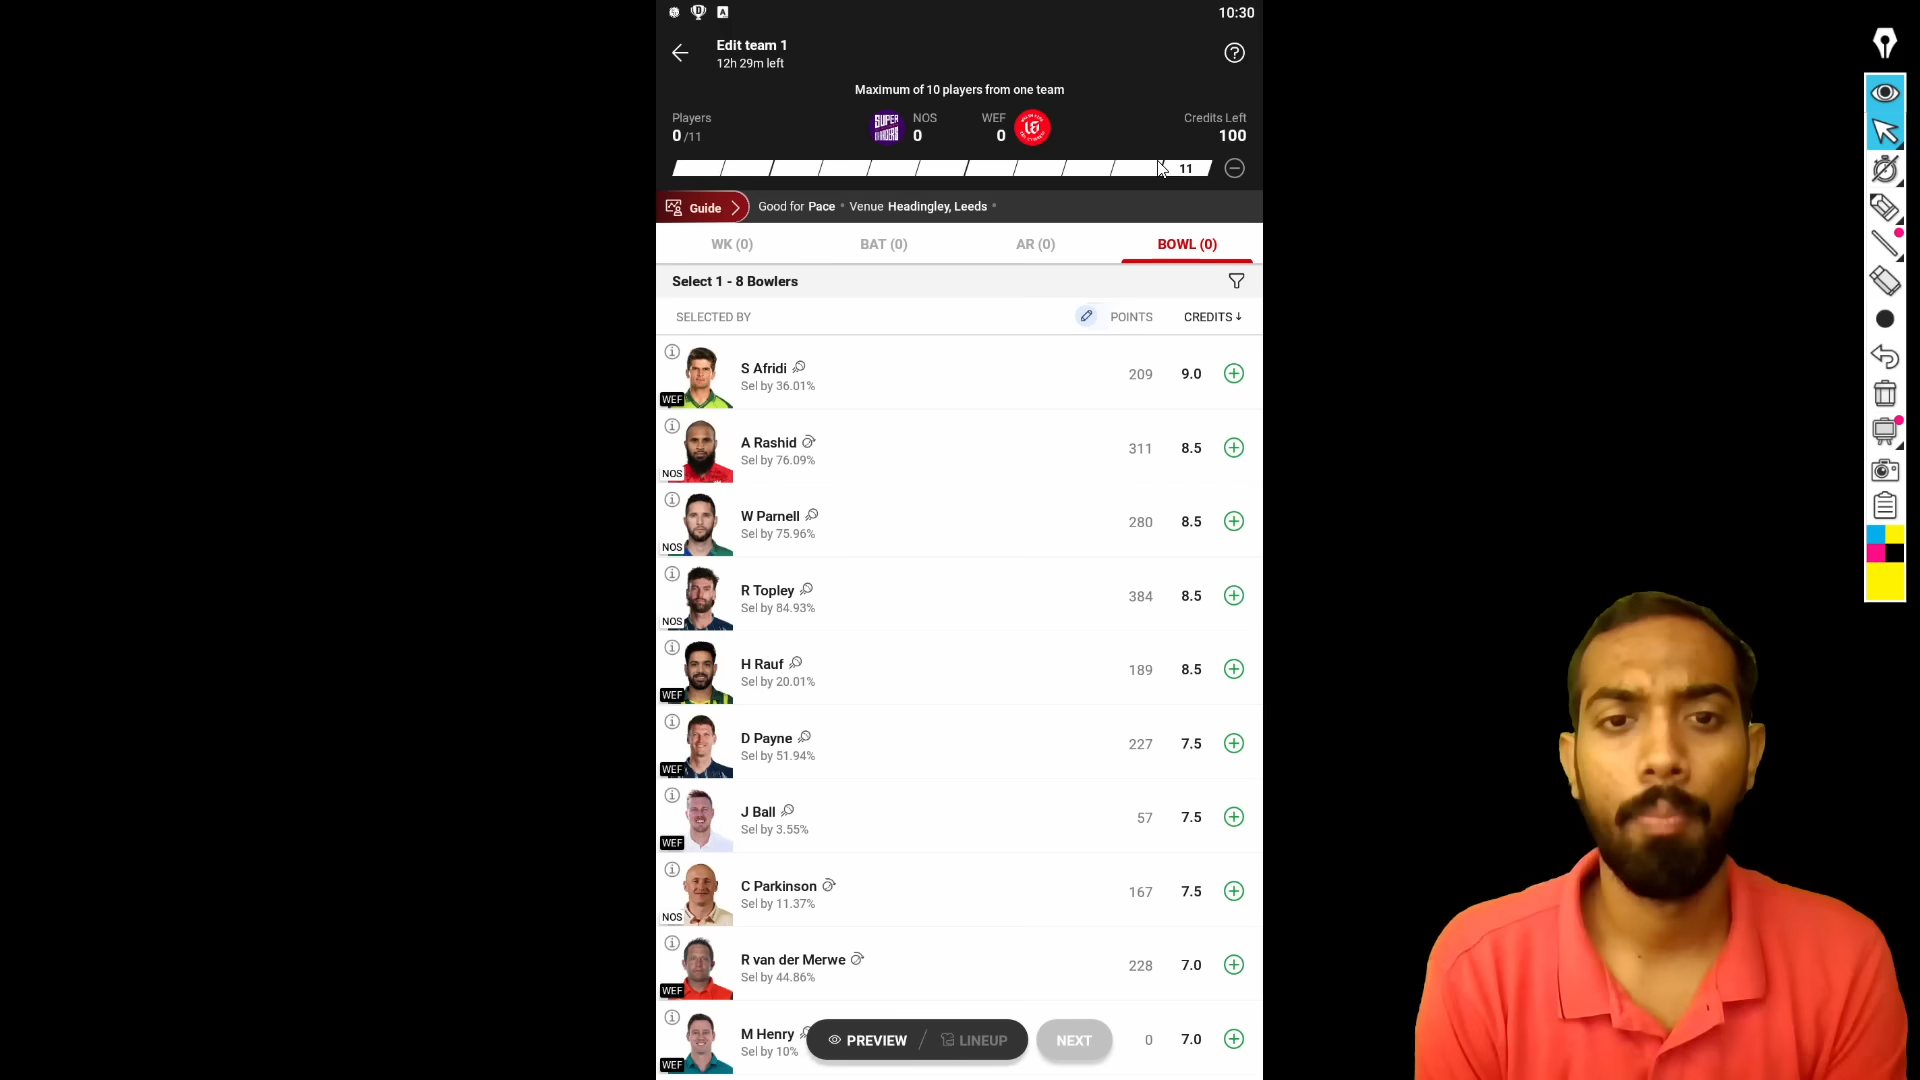 10:30
Edit team 1
12h 29m left
Maximum of 10 players from one team
Players
0 /11
SUPER
NOS
0
WEF
0
Credits Left
100
11
Guide
Good for Pace • Venue Headingley, Leeds •
WK (0)
BAT (0)
AR (0)
BOWL (0)
Select 1 - 8 Bowlers
SELECTED BY
POINTS
CREDITS ↓
S Afridi
Sel by 36.01%
WEF
209
9.0
A Rashid
Sel by 76.09%
NOS
311
8.5
W Parnell
Sel by 75.96%
NOS
280
8.5
R Topley
Sel by 84.93%
NOS
384
8.5
H Rauf
Sel by 20.01%
WEF
189
8.5
D Payne
Sel by 51.94%
WEF
227
7.5
J Ball
Sel by 3.55%
WEF
57
7.5
C Parkinson
Sel by 11.37%
NOS
167
7.5
R van der Merwe
Sel by 44.86%
WEF
228
7.0
M Henry
Sel by 10%
WEF
0
7.0
PREVIEW
LINEUP
NEXT